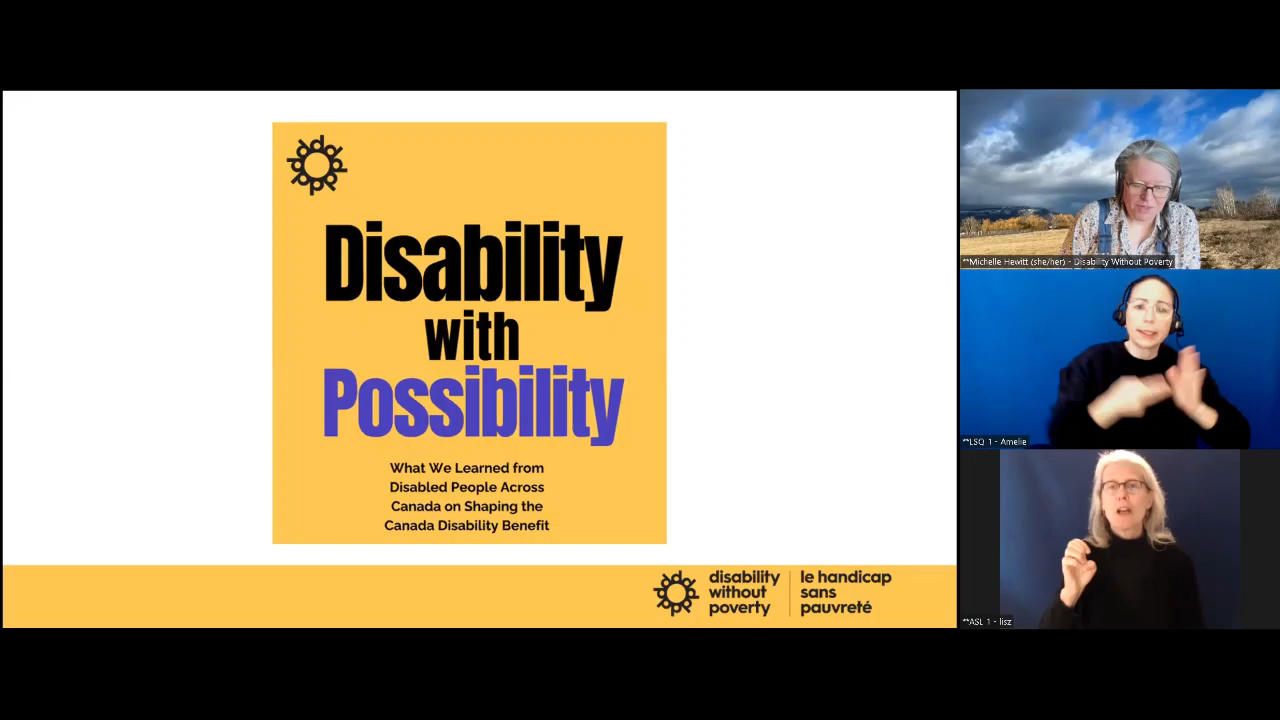 Disability
with
Possibility
What We Learned from
Disabled People Across
Canada on Shaping the
Canada Disability Benefit
disability
without
poverty
le handicap
sans
pauvreté
**Michelle Hewitt (she/her) - Disability Without Poverty
**LSQ 1 - Amelie
**ASL 1 - lisz